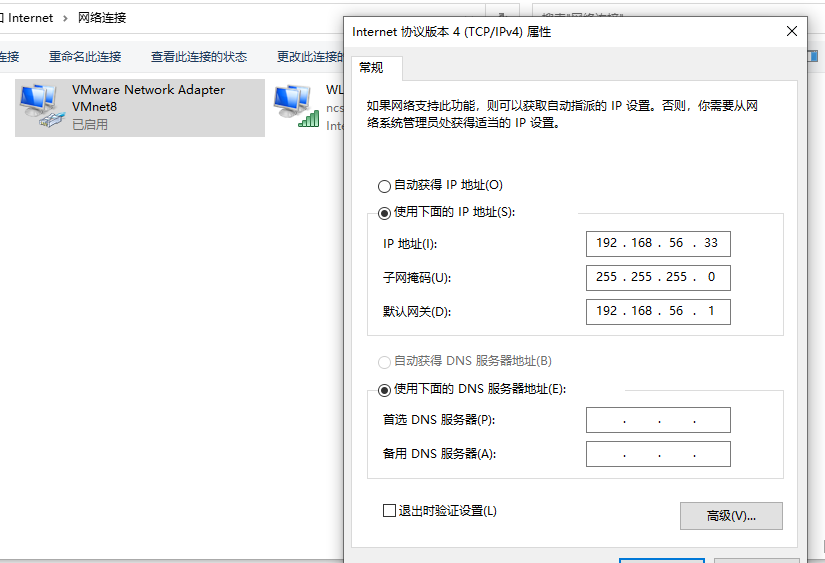 Internet › 网络连接
连接 重命名此连接 查看此连接的状态 更改此连接的
VMware Network Adapter
VMnet8
已启用
WL
ncs
Inte
Internet 协议版本 4 (TCP/IPv4) 属性
常规
如果网络支持此功能，则可以获取自动指派的 IP 设置。否则，你需要从网
络系统管理员处获得适当的 IP 设置。
自动获得 IP 地址(O)
使用下面的 IP 地址(S):
IP 地址(I): 192 . 168 . 56 . 33
子网掩码(U): 255 . 255 . 255 . 0
默认网关(D): 192 . 168 . 56 . 1
自动获得 DNS 服务器地址(B)
使用下面的 DNS 服务器地址(E):
首选 DNS 服务器(P): . . .
备用 DNS 服务器(A): . . .
退出时验证设置(L)
高级(V)...